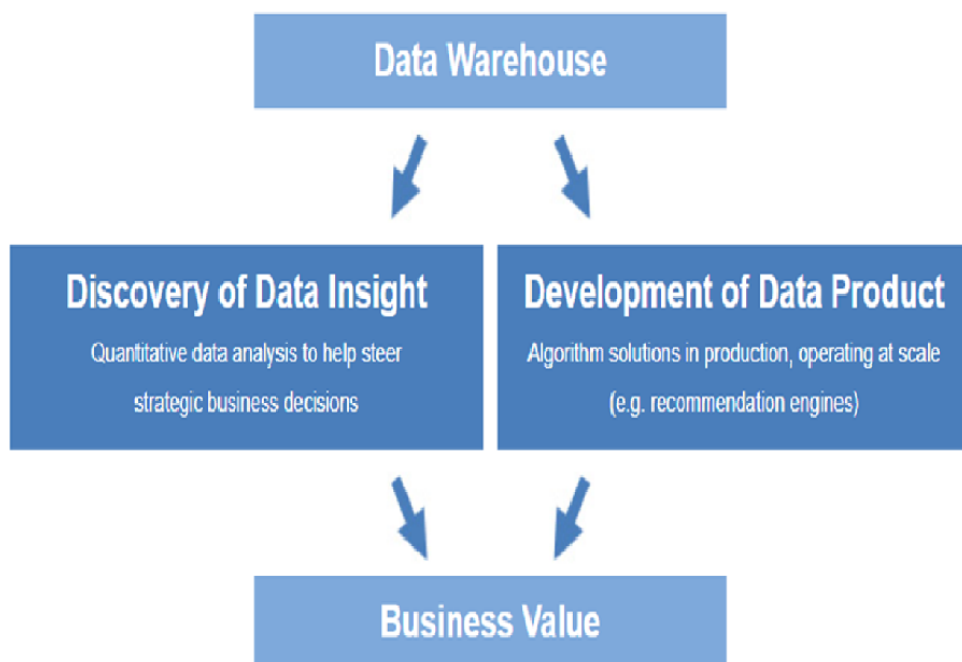 Data Warehouse
Discovery of Data Insight
Quantitative data analysis to help steer
strategic business decisions
Development of Data Product
Algorithm solutions in production, operating at scale
(e.g. recommendation engines)
Business Value